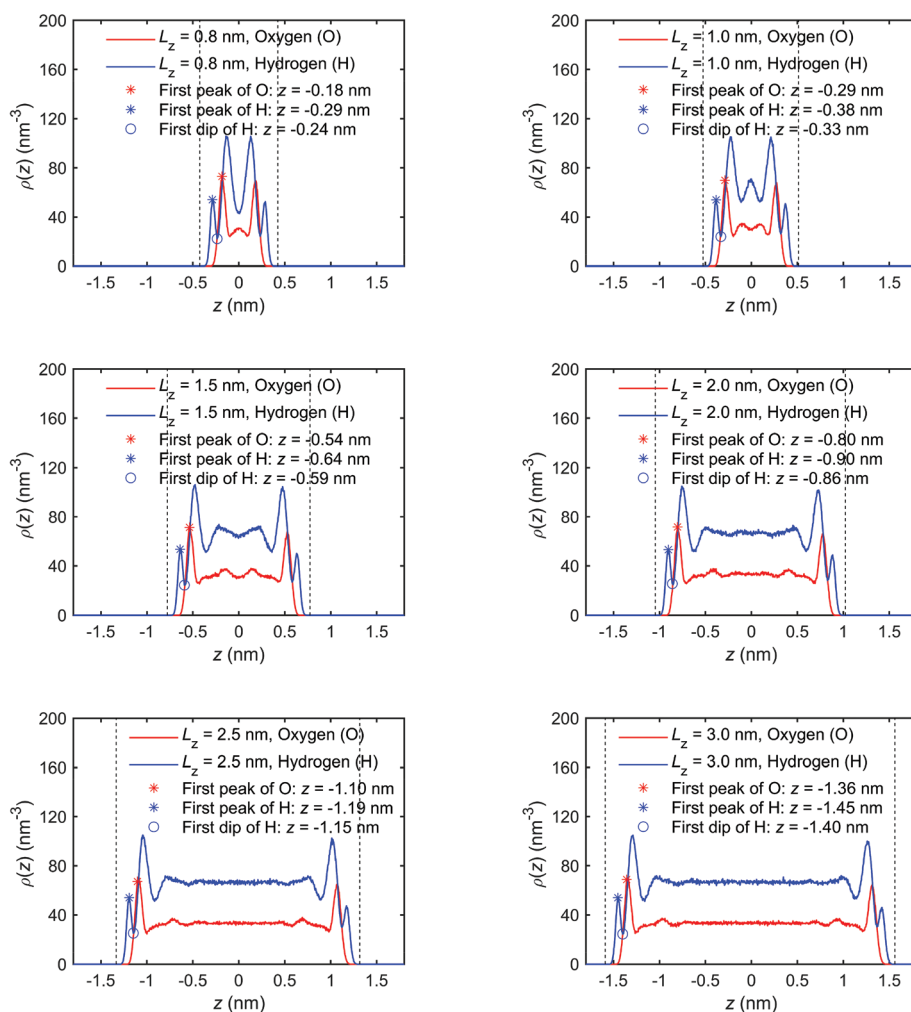 200
160
120
80
40
0
ρ(z) (nm-3)
Lz = 0.8 nm, Oxygen (O)
Lz = 0.8 nm, Hydrogen (H)
First peak of O: z = -0.18 nm
First peak of H: z = -0.29 nm
First dip of H: z = -0.24 nm
-1.5 -1 -0.5 0 0.5 1 1.5
z (nm)
200
160
120
80
40
0
ρ(z) (nm-3)
Lz = 1.0 nm, Oxygen (O)
Lz = 1.0 nm, Hydrogen (H)
First peak of O: z = -0.29 nm
First peak of H: z = -0.38 nm
First dip of H: z = -0.33 nm
-1.5 -1 -0.5 0 0.5 1 1.5
z (nm)
200
160
120
80
40
0
ρ(z) (nm-3)
Lz = 1.5 nm, Oxygen (O)
Lz = 1.5 nm, Hydrogen (H)
First peak of O: z = -0.54 nm
First peak of H: z = -0.64 nm
First dip of H: z = -0.59 nm
-1.5 -1 -0.5 0 0.5 1 1.5
z (nm)
200
160
120
80
40
0
ρ(z) (nm-3)
Lz = 2.0 nm, Oxygen (O)
Lz = 2.0 nm, Hydrogen (H)
First peak of O: z = -0.80 nm
First peak of H: z = -0.90 nm
First dip of H: z = -0.86 nm
-1.5 -1 -0.5 0 0.5 1 1.5
z (nm)
200
160
120
80
40
0
ρ(z) (nm-3)
Lz = 2.5 nm, Oxygen (O)
Lz = 2.5 nm, Hydrogen (H)
First peak of O: z = -1.10 nm
First peak of H: z = -1.19 nm
First dip of H: z = -1.15 nm
-1.5 -1 -0.5 0 0.5 1 1.5
z (nm)
200
160
120
80
40
0
ρ(z) (nm-3)
Lz = 3.0 nm, Oxygen (O)
Lz = 3.0 nm, Hydrogen (H)
First peak of O: z = -1.36 nm
First peak of H: z = -1.45 nm
First dip of H: z = -1.40 nm
-1.5 -1 -0.5 0 0.5 1 1.5
z (nm)